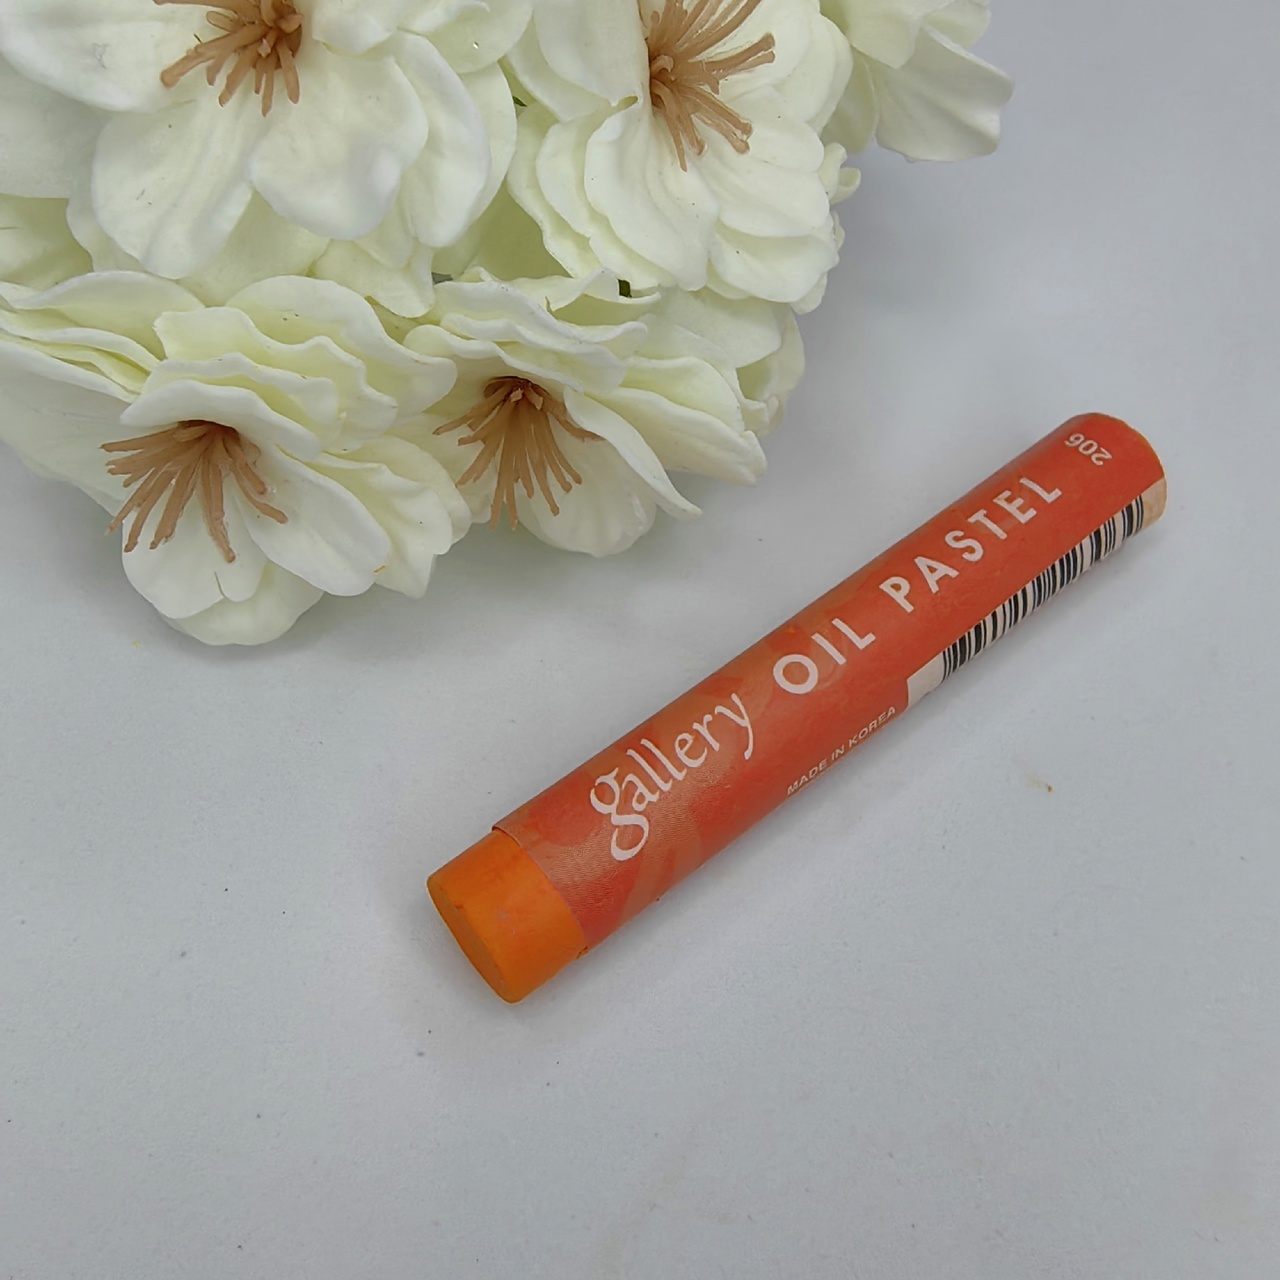 gallery OIL PASTEL
206
MADE IN KOREA